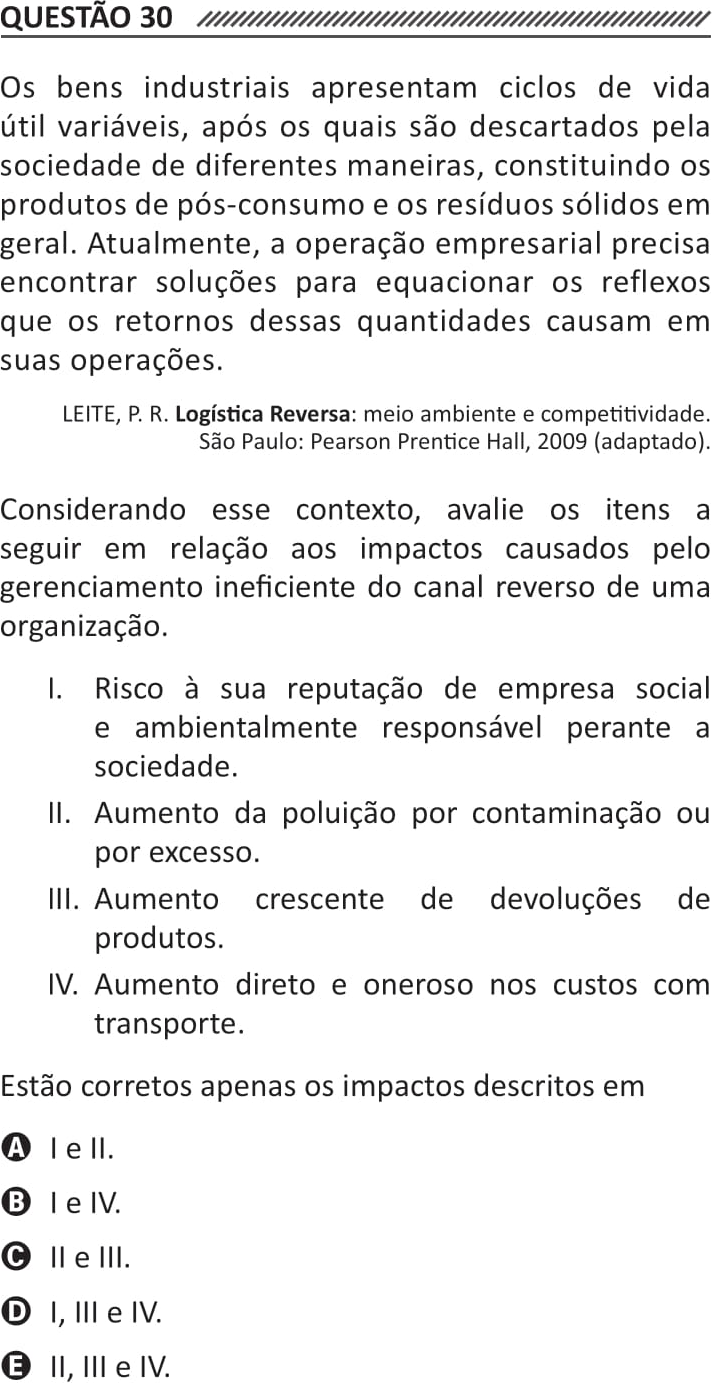 QUESTÃO 30
Os bens industriais apresentam ciclos de vida
útil variáveis, após os quais são descartados pela
sociedade de diferentes maneiras, constituindo os
produtos de pós-consumo e os resíduos sólidos em
geral. Atualmente, a operação empresarial precisa
encontrar soluções para equacionar os reflexos
que os retornos dessas quantidades causam em
suas operações.
LEITE, P. R. Logística Reversa: meio ambiente e competitividade.
São Paulo: Pearson Prentice Hall, 2009 (adaptado).
Considerando esse contexto, avalie os itens a
seguir em relação aos impactos causados pelo
gerenciamento ineficiente do canal reverso de uma
organização.
I. Risco à sua reputação de empresa social
e ambientalmente responsável perante a
sociedade.
II. Aumento da poluição por contaminação ou
por excesso.
III. Aumento crescente de devoluções de
produtos.
IV. Aumento direto e oneroso nos custos com
transporte.
Estão corretos apenas os impactos descritos em
A I e II.
B I e IV.
C II e III.
D I, III e IV.
E II, III e IV.